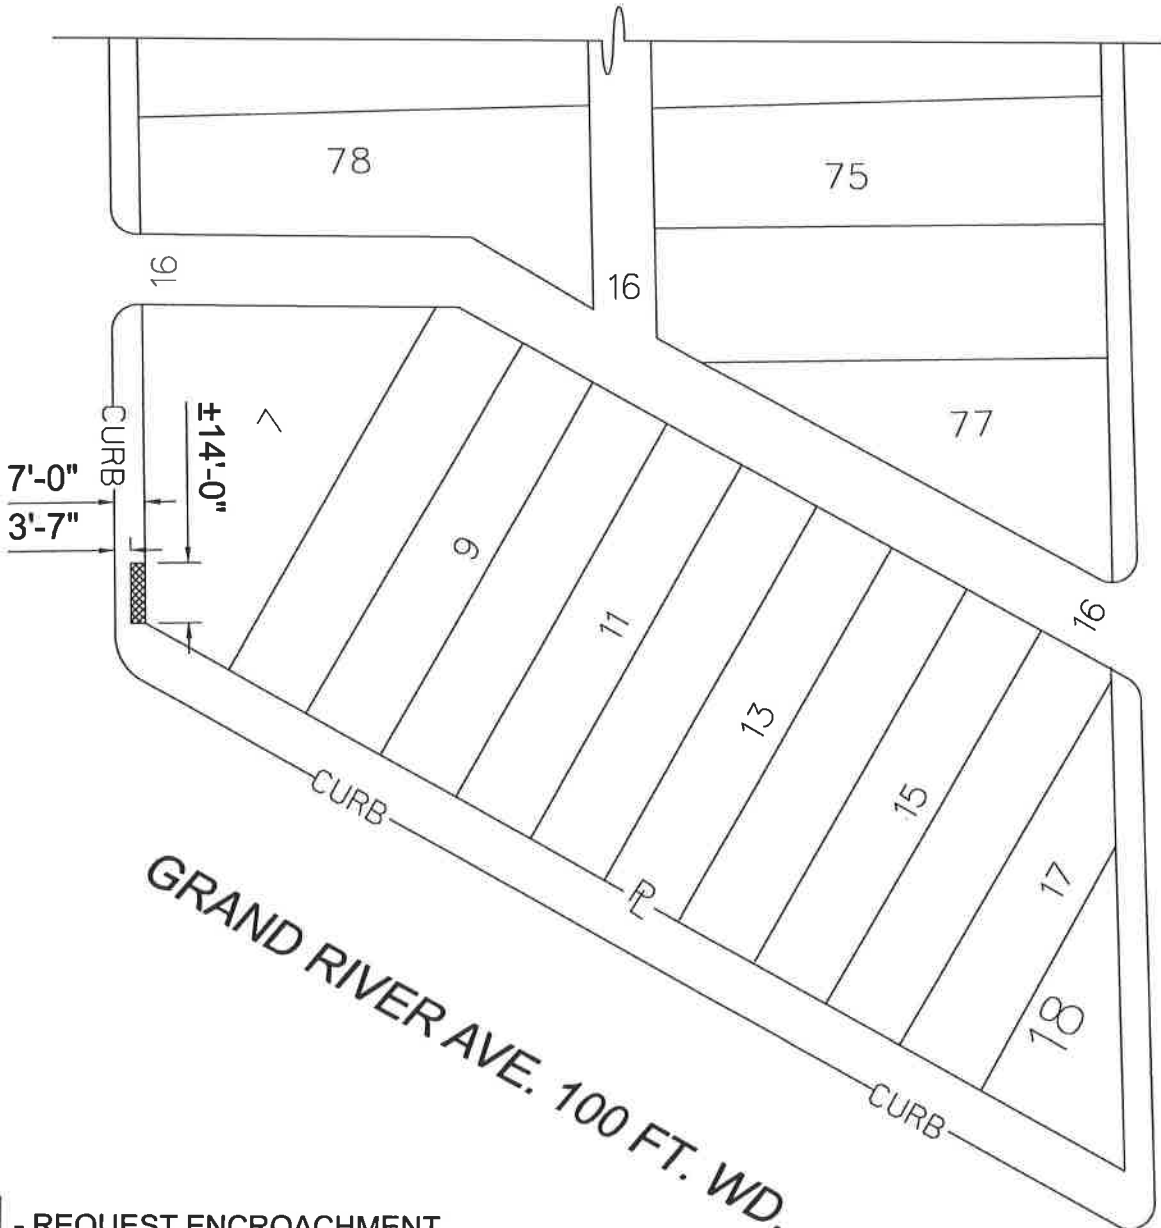 78
75
16
16
77
CURB
±14'-0"
7
7'-0"
3'-7"
9
11
16
13
15
17
18
CURB
PL
CURB
GRAND RIVER AVE. 100 FT. WD.
- REQUEST ENCROACHMENT